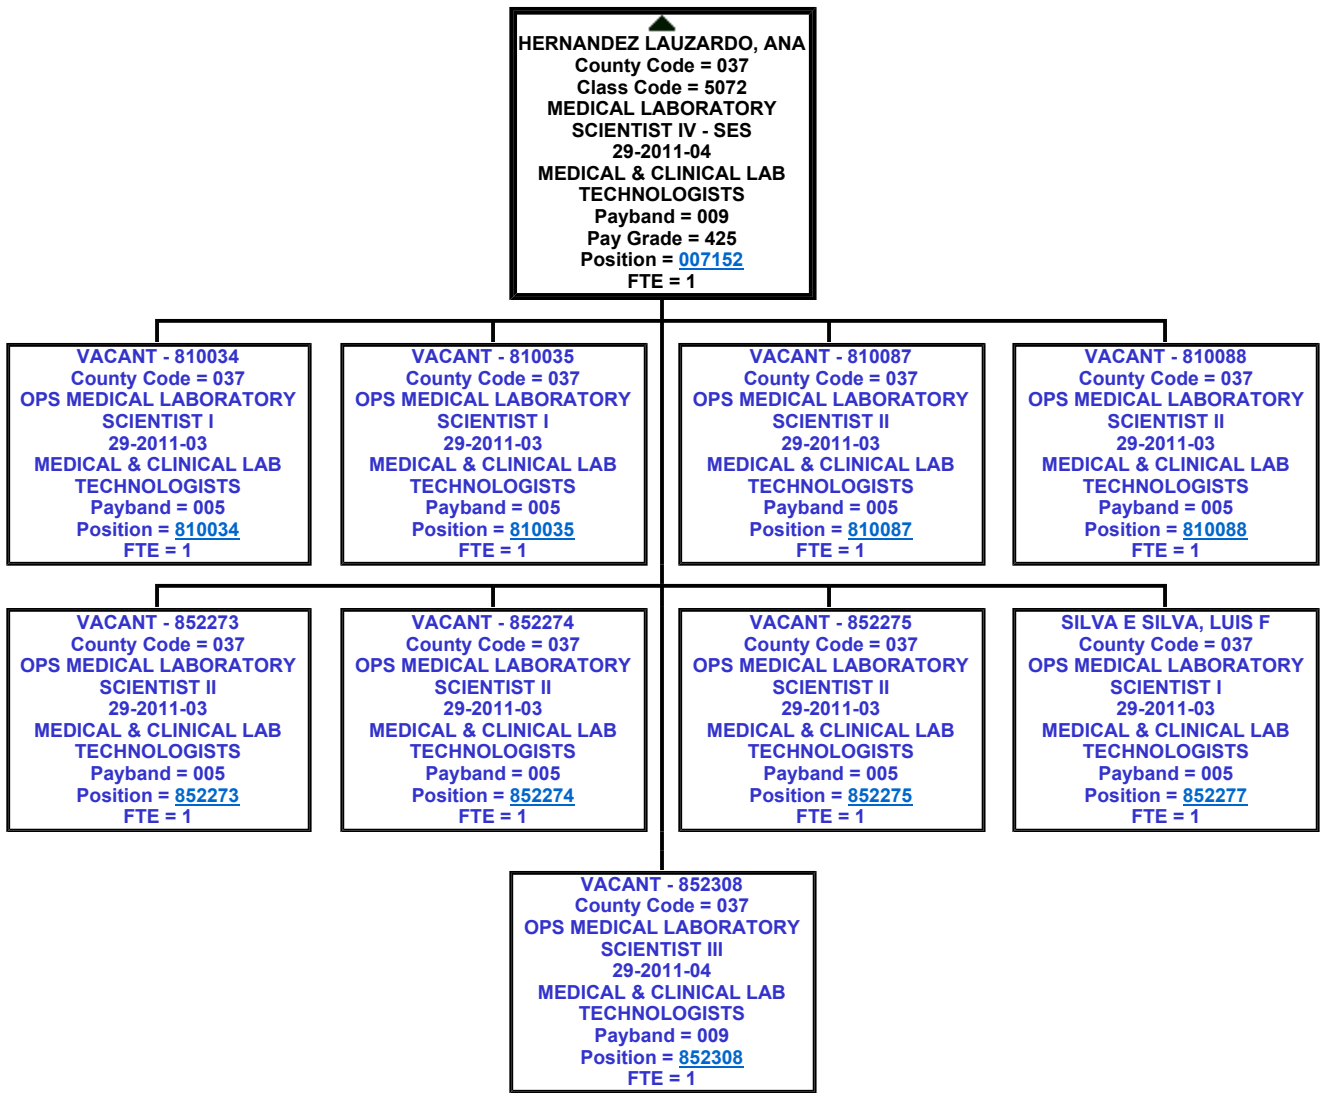 HERNANDEZ LAUZARDO, ANA
County Code = 037
Class Code = 5072
MEDICAL LABORATORY
SCIENTIST IV - SES
29-2011-04
MEDICAL & CLINICAL LAB
TECHNOLOGISTS
Payband = 009
Pay Grade = 425
Position = 007152
FTE = 1
VACANT - 810034
County Code = 037
OPS MEDICAL LABORATORY
SCIENTIST I
29-2011-03
MEDICAL & CLINICAL LAB
TECHNOLOGISTS
Payband = 005
Position = 810034
FTE = 1
VACANT - 810035
County Code = 037
OPS MEDICAL LABORATORY
SCIENTIST I
29-2011-03
MEDICAL & CLINICAL LAB
TECHNOLOGISTS
Payband = 005
Position = 810035
FTE = 1
VACANT - 810087
County Code = 037
OPS MEDICAL LABORATORY
SCIENTIST II
29-2011-03
MEDICAL & CLINICAL LAB
TECHNOLOGISTS
Payband = 005
Position = 810087
FTE = 1
VACANT - 810088
County Code = 037
OPS MEDICAL LABORATORY
SCIENTIST II
29-2011-03
MEDICAL & CLINICAL LAB
TECHNOLOGISTS
Payband = 005
Position = 810088
FTE = 1
VACANT - 852273
County Code = 037
OPS MEDICAL LABORATORY
SCIENTIST II
29-2011-03
MEDICAL & CLINICAL LAB
TECHNOLOGISTS
Payband = 005
Position = 852273
FTE = 1
VACANT - 852274
County Code = 037
OPS MEDICAL LABORATORY
SCIENTIST II
29-2011-03
MEDICAL & CLINICAL LAB
TECHNOLOGISTS
Payband = 005
Position = 852274
FTE = 1
VACANT - 852275
County Code = 037
OPS MEDICAL LABORATORY
SCIENTIST II
29-2011-03
MEDICAL & CLINICAL LAB
TECHNOLOGISTS
Payband = 005
Position = 852275
FTE = 1
SILVA E SILVA, LUIS F
County Code = 037
OPS MEDICAL LABORATORY
SCIENTIST I
29-2011-03
MEDICAL & CLINICAL LAB
TECHNOLOGISTS
Payband = 005
Position = 852277
FTE = 1
VACANT - 852308
County Code = 037
OPS MEDICAL LABORATORY
SCIENTIST III
29-2011-04
MEDICAL & CLINICAL LAB
TECHNOLOGISTS
Payband = 009
Position = 852308
FTE = 1